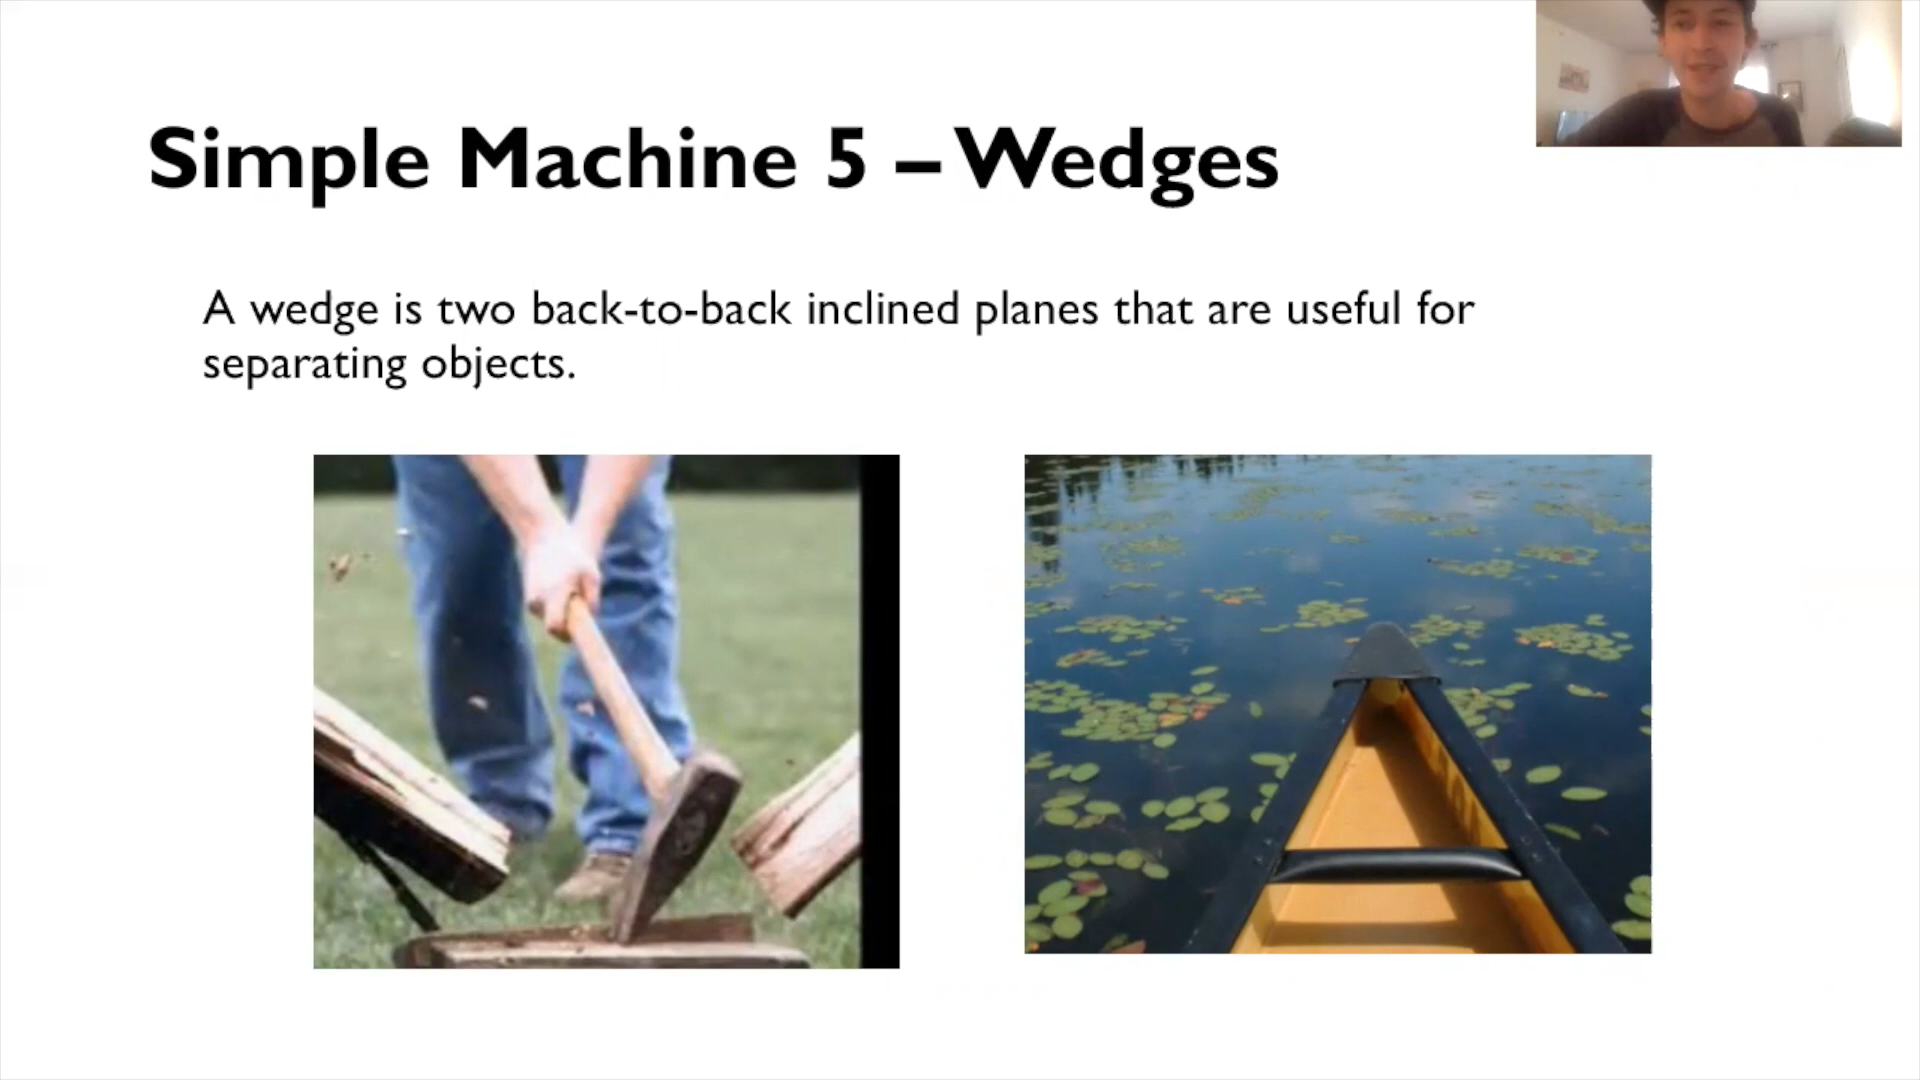 Simple Machine 5 – Wedges
A wedge is two back-to-back inclined planes that are useful for
separating objects.